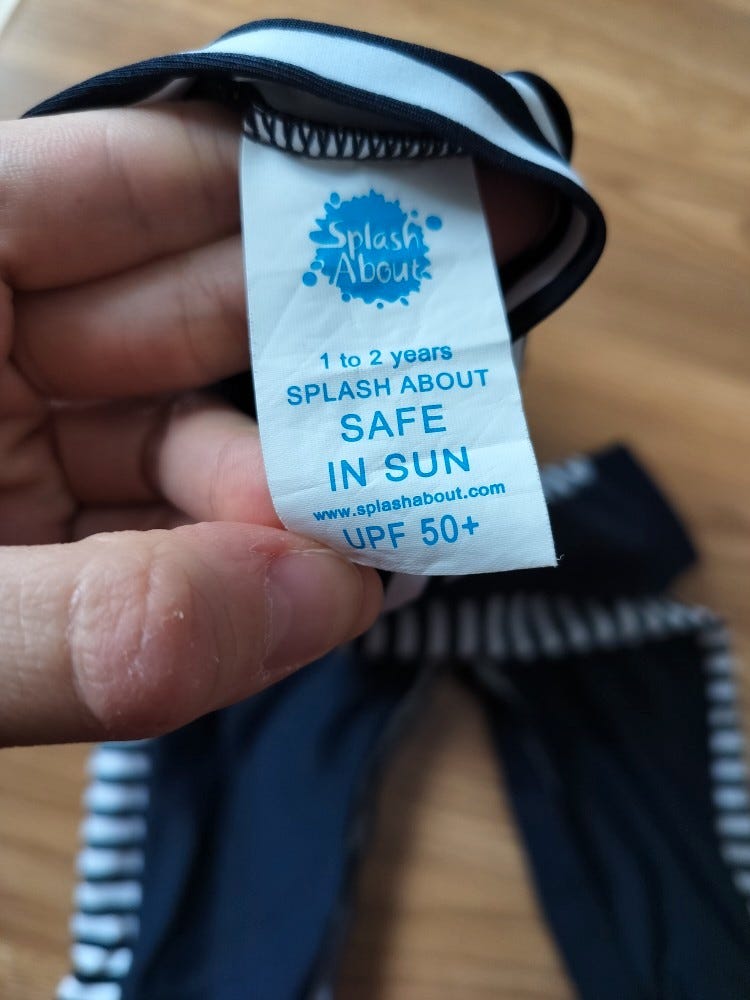 Splash
About
1 to 2 years
SPLASH ABOUT
SAFE
IN SUN
www.splashabout.com
UPF 50+